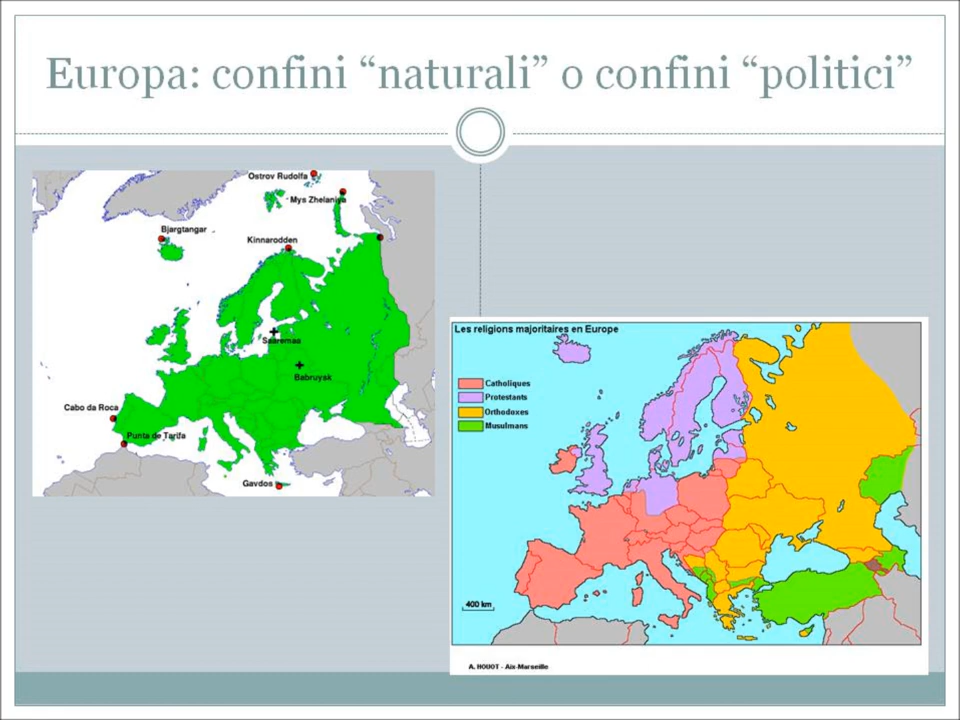 Europa: confini “naturali” o confini “politici”
Ostrov Rudolfa
Mys Zhelaniya
Bjargtangar
Kinnarodden
Saaremaa
Babruyak
Cabo da Roca
Punta de Tarifa
Gavdos
Les religions majoritaires en Europe
Catholiques
Protestants
Orthodoxes
Musulmans
400 km
A. HOUOT - Aix-Marseille